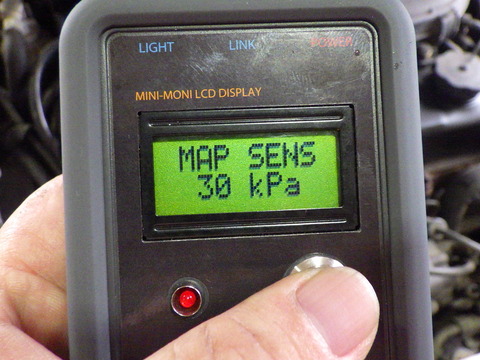 LIGHT LINK POWER
MINI-MONI LCD DISPLAY
MAP SENS
30 kPa